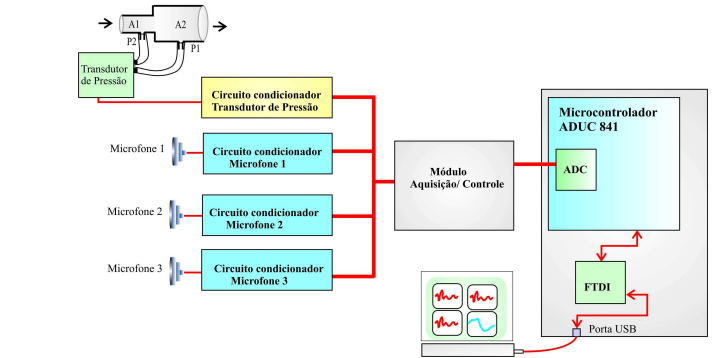 A1
A2
P2
P1
Transdutor
de Pressão
Circuito condicionador
Transdutor de Pressão
Microfone 1
Circuito condicionador
Microfone 1
Microfone 2
Circuito condicionador
Microfone 2
Microfone 3
Circuito condicionador
Microfone 3
Módulo
Aquisição/ Controle
Microcontrolador
ADUC 841
ADC
FTDI
Porta USB